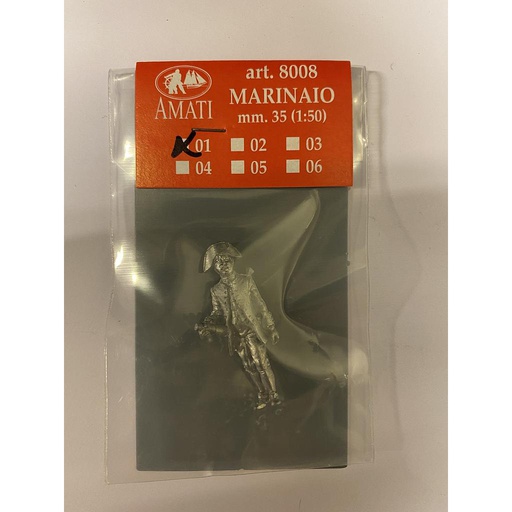 AMATI
art. 8008
MARINAIO
mm. 35 (1:50)
01 02 03
04 05 06